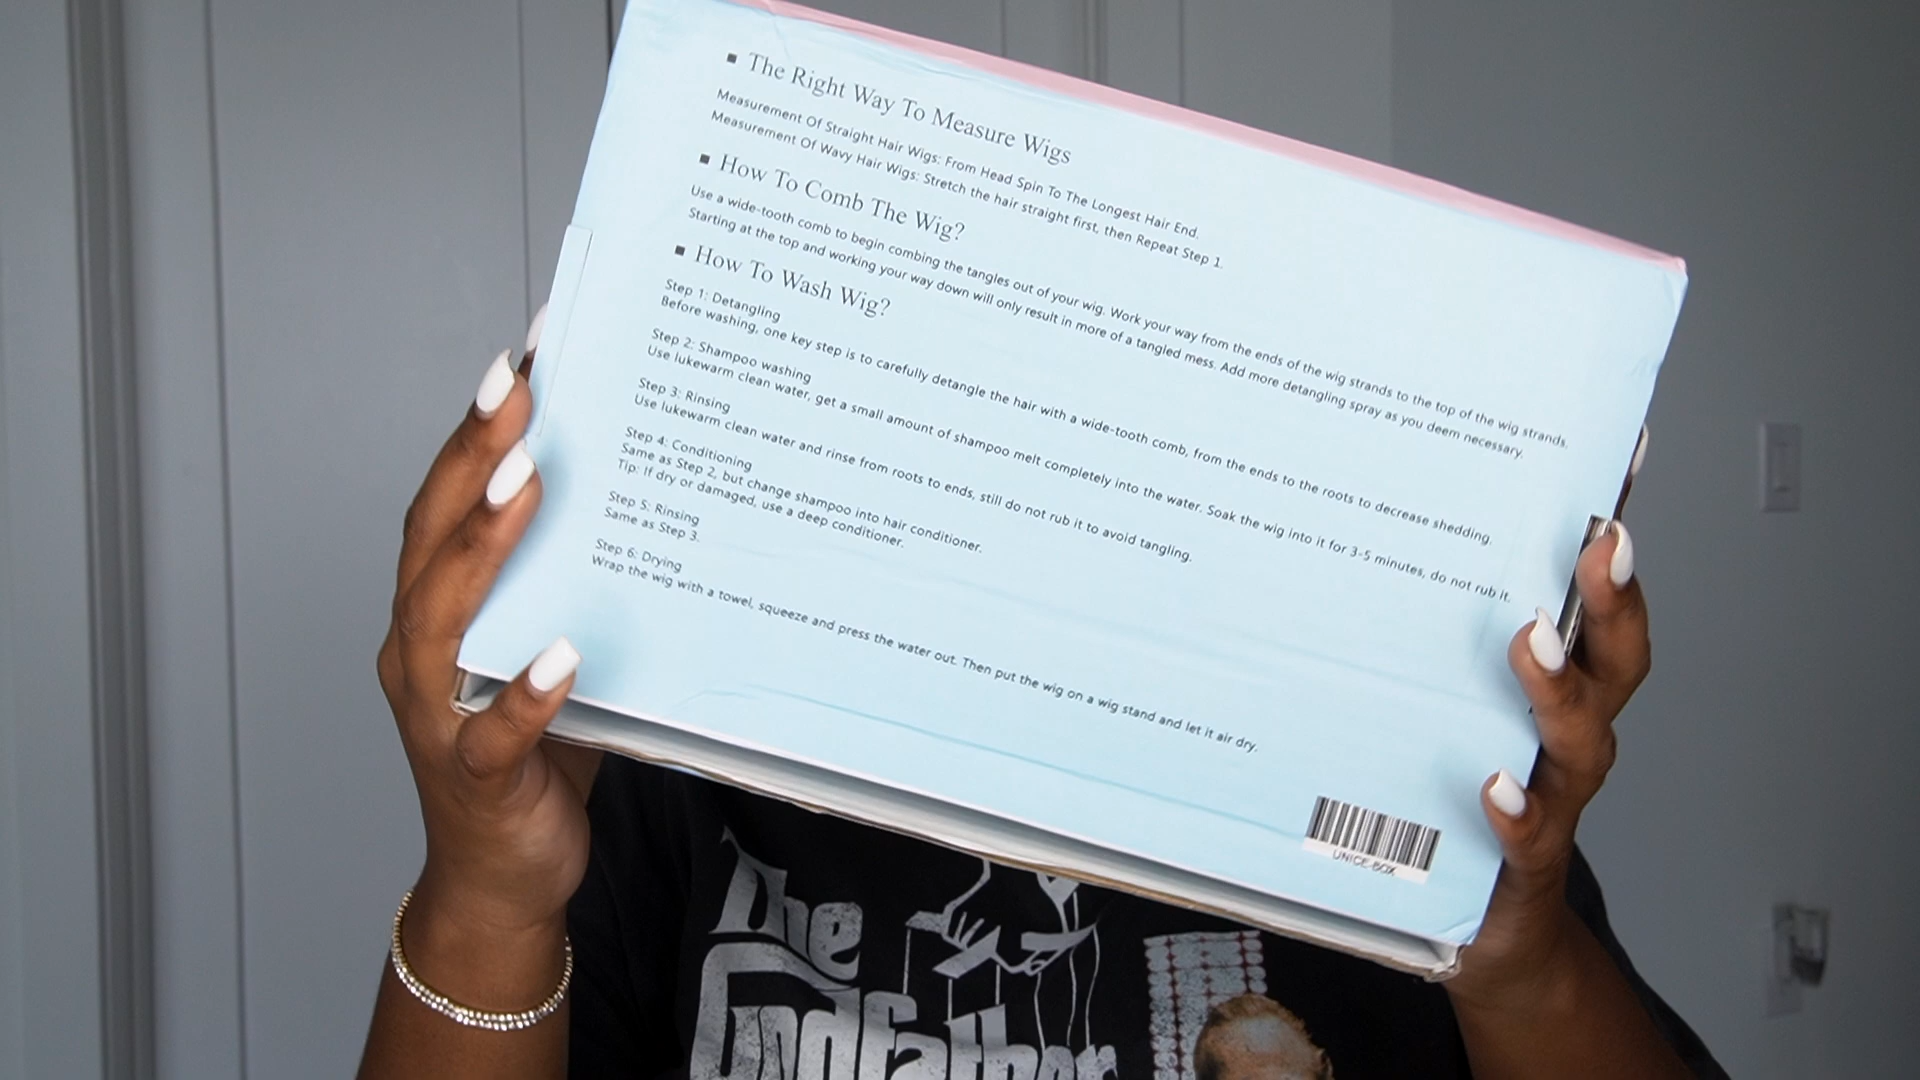 The Right Way To Measure Wigs
Measurement Of Straight Hair Wigs: From Head Spin To The Longest Hair End.
Measurement Of Wavy Hair Wigs: Stretch the hair straight first, then Repeat Step 1.
How To Comb The Wig?
Use a wide-tooth comb to begin combing the tangles out of your wig. Work your way from the ends of the wig strands to the top of the wig strands.
Starting at the top and working your way down will only result in more of a tangled mess. Add more detangling spray as you deem necessary.
How To Wash Wig?
Step 1: Detangling
Before washing, one key step is to carefully detangle the hair with a wide-tooth comb, from the ends to the roots to decrease shedding.
Step 2: Shampoo washing
Use lukewarm clean water, get a small amount of shampoo melt completely into the water. Soak the wig into it for 3-5 minutes, do not rub it.
Step 3: Rinsing
Use lukewarm clean water and rinse from roots to ends, still do not rub it to avoid tangling.
Step 4: Conditioning
Same as Step 2, but change shampoo into hair conditioner.
Tip: If dry or damaged, use a deep conditioner.
Step 5: Rinsing
Same as Step 3.
Step 6: Drying
Wrap the wig with a towel, squeeze and press the water out. Then put the wig on a wig stand and let it air dry.
UNICE-BOX
The
Godfather